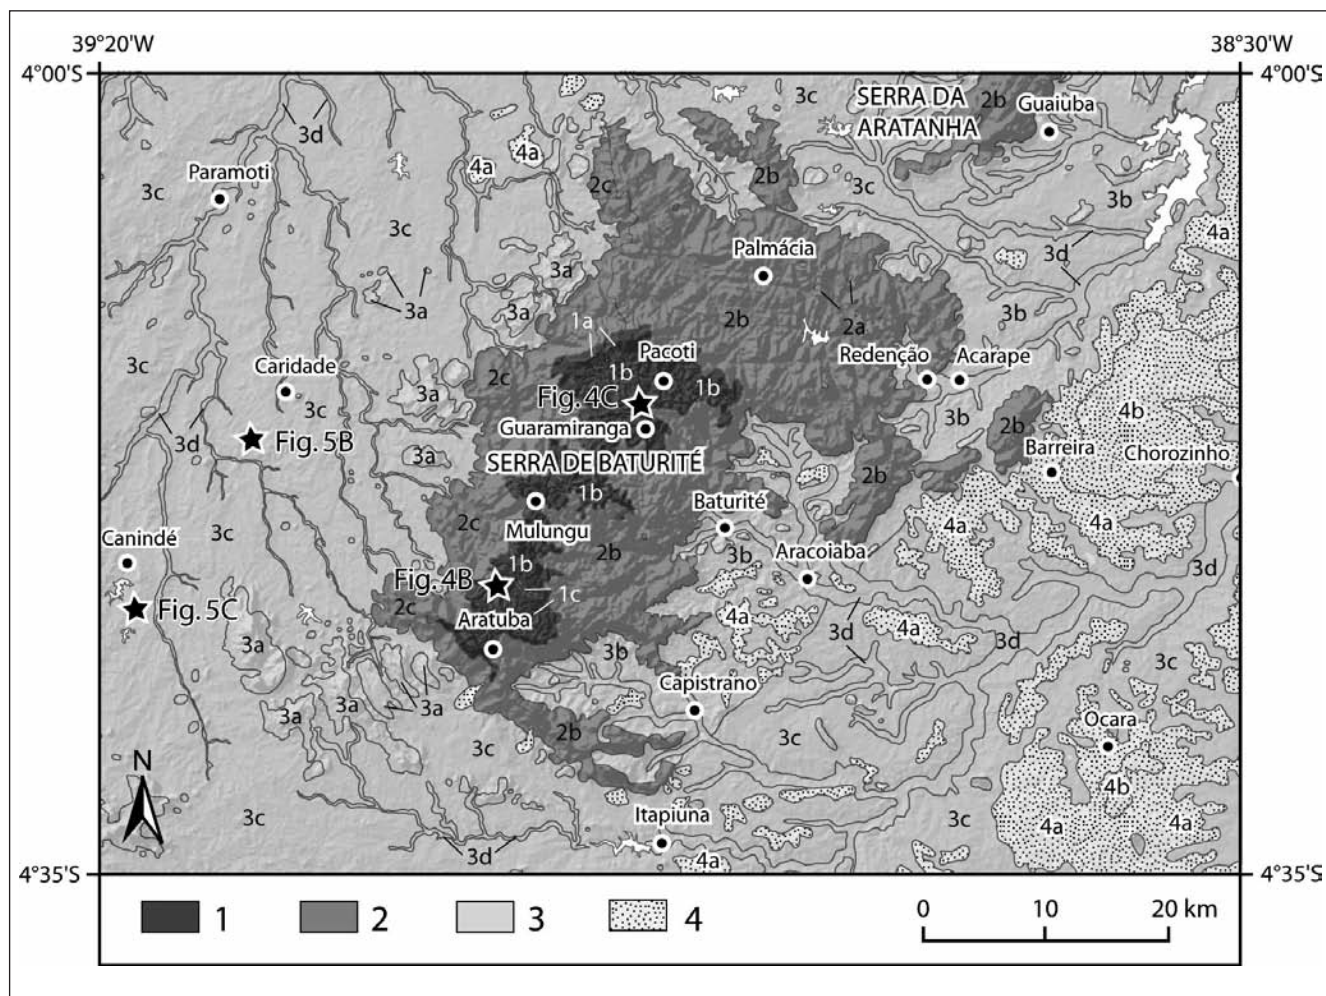 39°20'W
38°30'W
4°00'S
4°00'S
SERRA DA
ARATANHA
2b
Guaiuba
3c
3d
4a
4a
3c
Paramoti
2c
2b
3c
3b
3c
4a
3d
Palmácia
3a
3a
3a
2b
2a
3b
1a
3c
Pacoti
Redenção
Acarape
Caridade
2c
1b
1b
3a
3c
Fig. 4C
3b
2b
4b
3d
Fig. 5B
Guaramiranga
Barreira
Chorozinho
3a
SERRA DE BATURITÉ
2b
1b
Baturité
2c
Mulungu
4a
4a
3c
Canindé
2b
3b
Aracoiaba
1b
3d
Fig. 4B
1c
Fig. 5C
2c
4a
4a
Aratuba
3d
3d
3a
3b
3c
Capistrano
3a
3a
3a
Ocara
2b
3c
3c
N
4b
Itapiuna
3c
3c
4a
4a
3d
4a
4°35'S
4°35'S
1
2
3
4
0
10
20 km